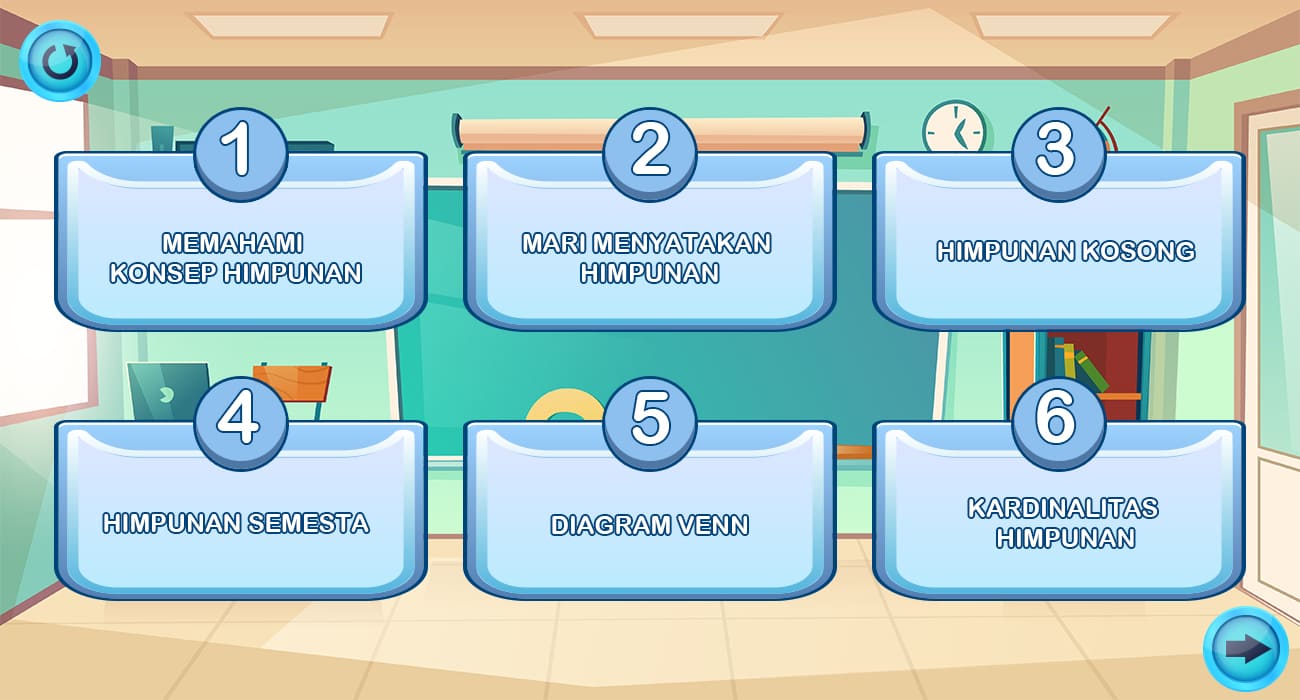 1
MEMAHAMI
KONSEP HIMPUNAN
2
MARI MENYATAKAN
HIMPUNAN
3
HIMPUNAN KOSONG
4
HIMPUNAN SEMESTA
5
DIAGRAM VENN
6
KARDINALITAS
HIMPUNAN